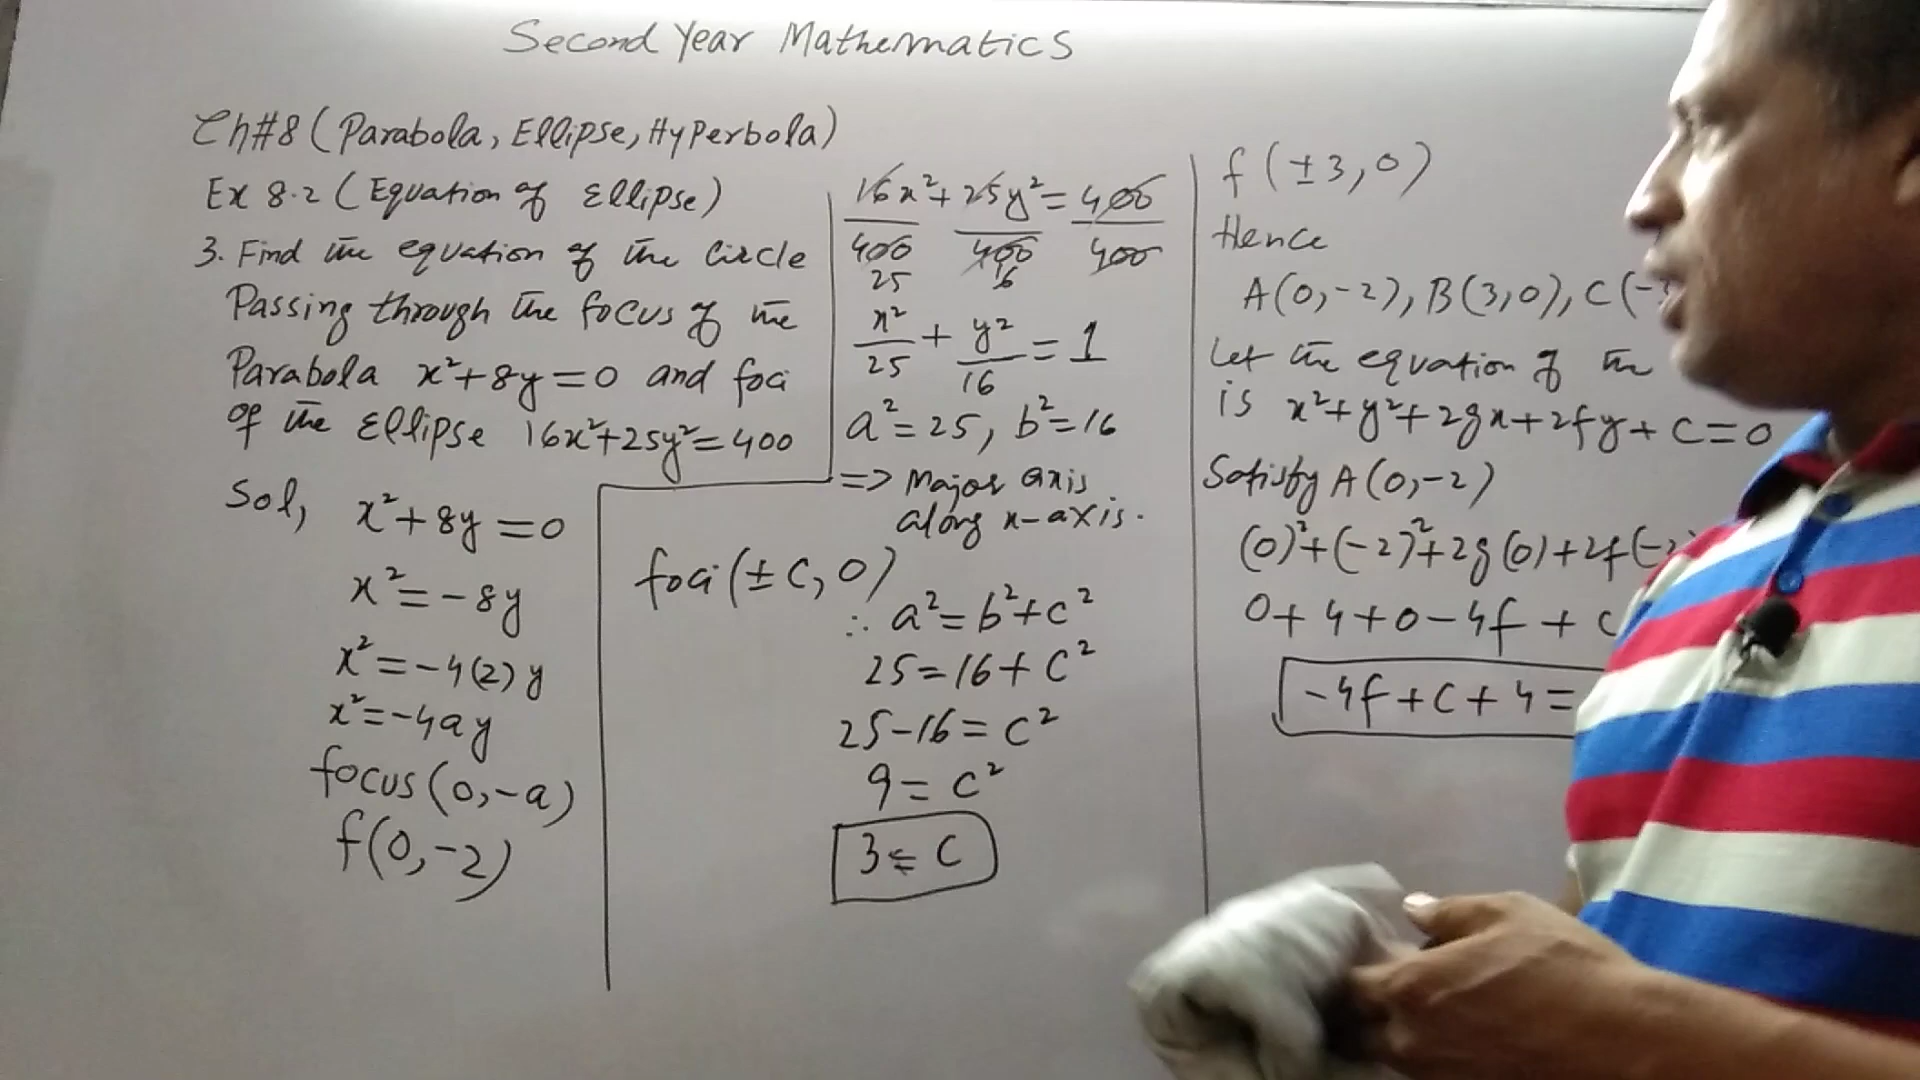 Second Year Mathematics
Ch#8 (Parabola, Ellipse, Hyperbola)
Ex 8.2 (Equation of Ellipse)
3. Find the equation of the Circle
Passing through the focus of the
Parabola x²+8y=0 and foci
of the Ellipse 16x²+25y²=400
Sol, x²+8y=0
x²=-8y
x²=-4(2)y
x²=-4ay
focus(0,-a)
f(0,-2)
16x²+25y²=400
400 400 400
25 16
x²/25 + y²/16 = 1
a²=25, b²=16
=> Major axis
along x-axis.
foci(±c,0)
∴ a²=b²+c²
25=16+c²
25-16=c²
9=c²
3=c
f(±3,0)
Hence
A(0,-2), B(3,0), C(-3
Let the equation of the
is x²+y²+2gx+2fy+c=0
Satisfy A(0,-2)
(0)²+(-2)²+2g(0)+2f(-2
0+4+0-4f+c
-4f+c+4=